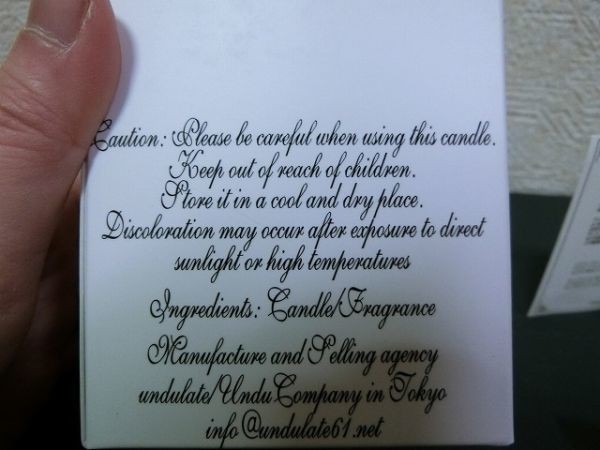 Caution: Please be careful when using this candle.
Keep out of reach of children.
Store it in a cool and dry place.
Discoloration may occur after exposure to direct
sunlight or high temperatures
Ingredients: Candle/Fragrance
Manufacture and Selling agency
undulate/Undu Company in Tokyo
info@undulate61.net